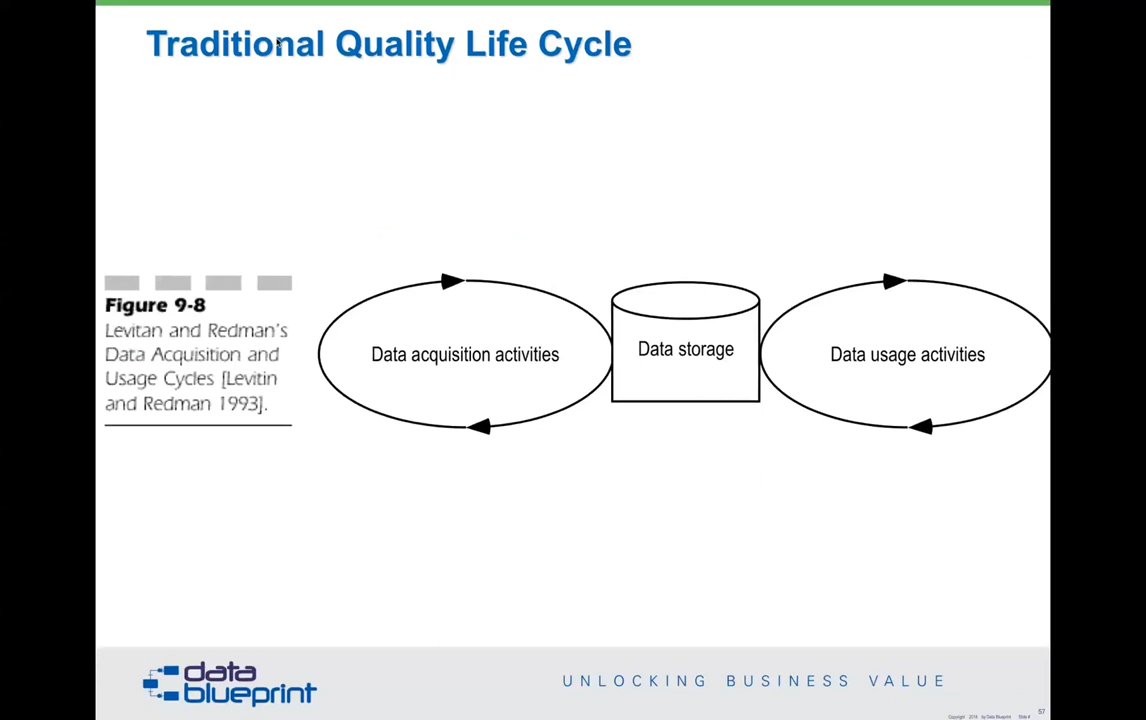 Traditional Quality Life Cycle
Figure 9-8
Levitan and Redman's
Data Acquisition and
Usage Cycles [Levitin
and Redman 1993].
Data acquisition activities
Data storage
Data usage activities
data
blueprint
UNLOCKING BUSINESS VALUE
57